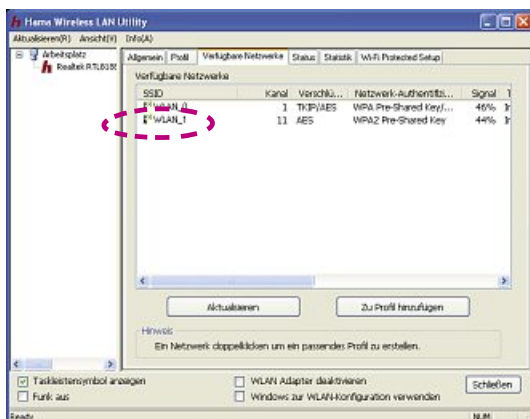 Hama Wireless LAN Utility
Aktualisieren(R) Ansicht(V) Info(A)
Arbeitsplatz
Realtek RTL818
Allgemein Profil Verfügbare Netzwerke Status Statistik Wi-Fi Protected Setup
Verfügbare Netzwerke
SSID Kanal Verschlü... Netzwerk-Authentifizi... Signal
WLAN_0 1 TKIP/AES WPA Pre-Shared Key/... 46% I
WLAN_1 11 AES WPA2 Pre-Shared Key 44% I
Aktualisieren Zu Profil hinzufügen
Hinweis
Ein Netzwerk doppelklicken um ein passendes Profil zu erstellen.
Taskleistensymbol anzeigen WLAN Adapter deaktivieren
Funk aus Windows zur WLAN-Konfiguration verwenden
Schließen
Ready NUM